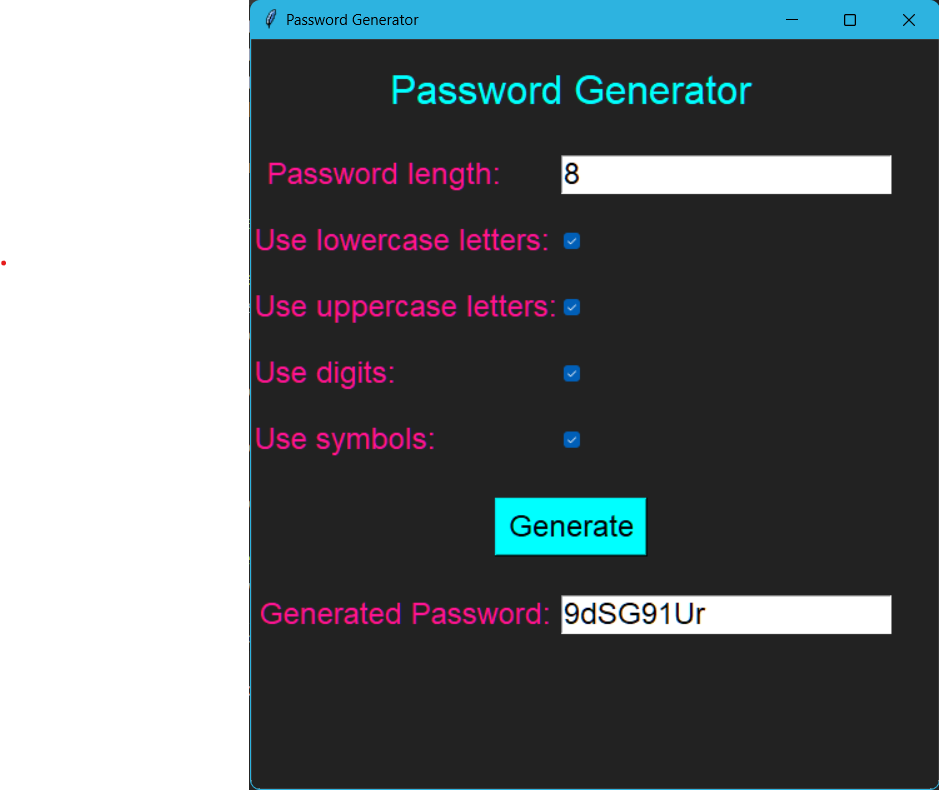 Password Generator
Password Generator
Password length: 8
Use lowercase letters:
Use uppercase letters:
Use digits:
Use symbols:
Generate
Generated Password: 9dSG91Ur